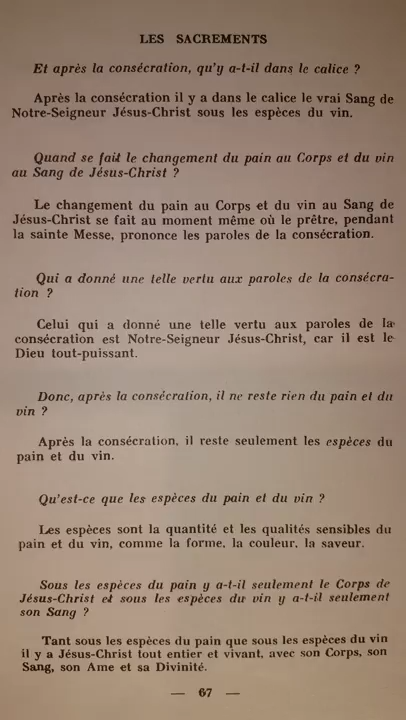 LES SACREMENTS
Et après la consécration, qu'y a-t-il dans le calice ?
Après la consécration il y a dans le calice le vrai Sang de
Notre-Seigneur Jésus-Christ sous les espèces du vin.
Quand se fait le changement du pain au Corps et du vin
au Sang de Jésus-Christ ?
Le changement du pain au Corps et du vin au Sang de
Jésus-Christ se fait au moment même où le prêtre, pendant
la sainte Messe, prononce les paroles de la consécration.
Qui a donné une telle vertu aux paroles de la consécra-
tion ?
Celui qui a donné une telle vertu aux paroles de la
consécration est Notre-Seigneur Jésus-Christ, car il est le
Dieu tout-puissant.
Donc, après la consécration, il ne reste rien du pain et du
vin ?
Après la consécration, il reste seulement les espèces du
pain et du vin.
Qu'est-ce que les espèces du pain et du vin ?
Les espèces sont la quantité et les qualités sensibles du
pain et du vin, comme la forme, la couleur, la saveur.
Sous les espèces du pain y a-t-il seulement le Corps de
Jésus-Christ et sous les espèces du vin y a-t-il seulement
son Sang ?
Tant sous les espèces du pain que sous les espèces du vin
il y a Jésus-Christ tout entier et vivant, avec son Corps, son
Sang, son Ame et sa Divinité.
— 67 —